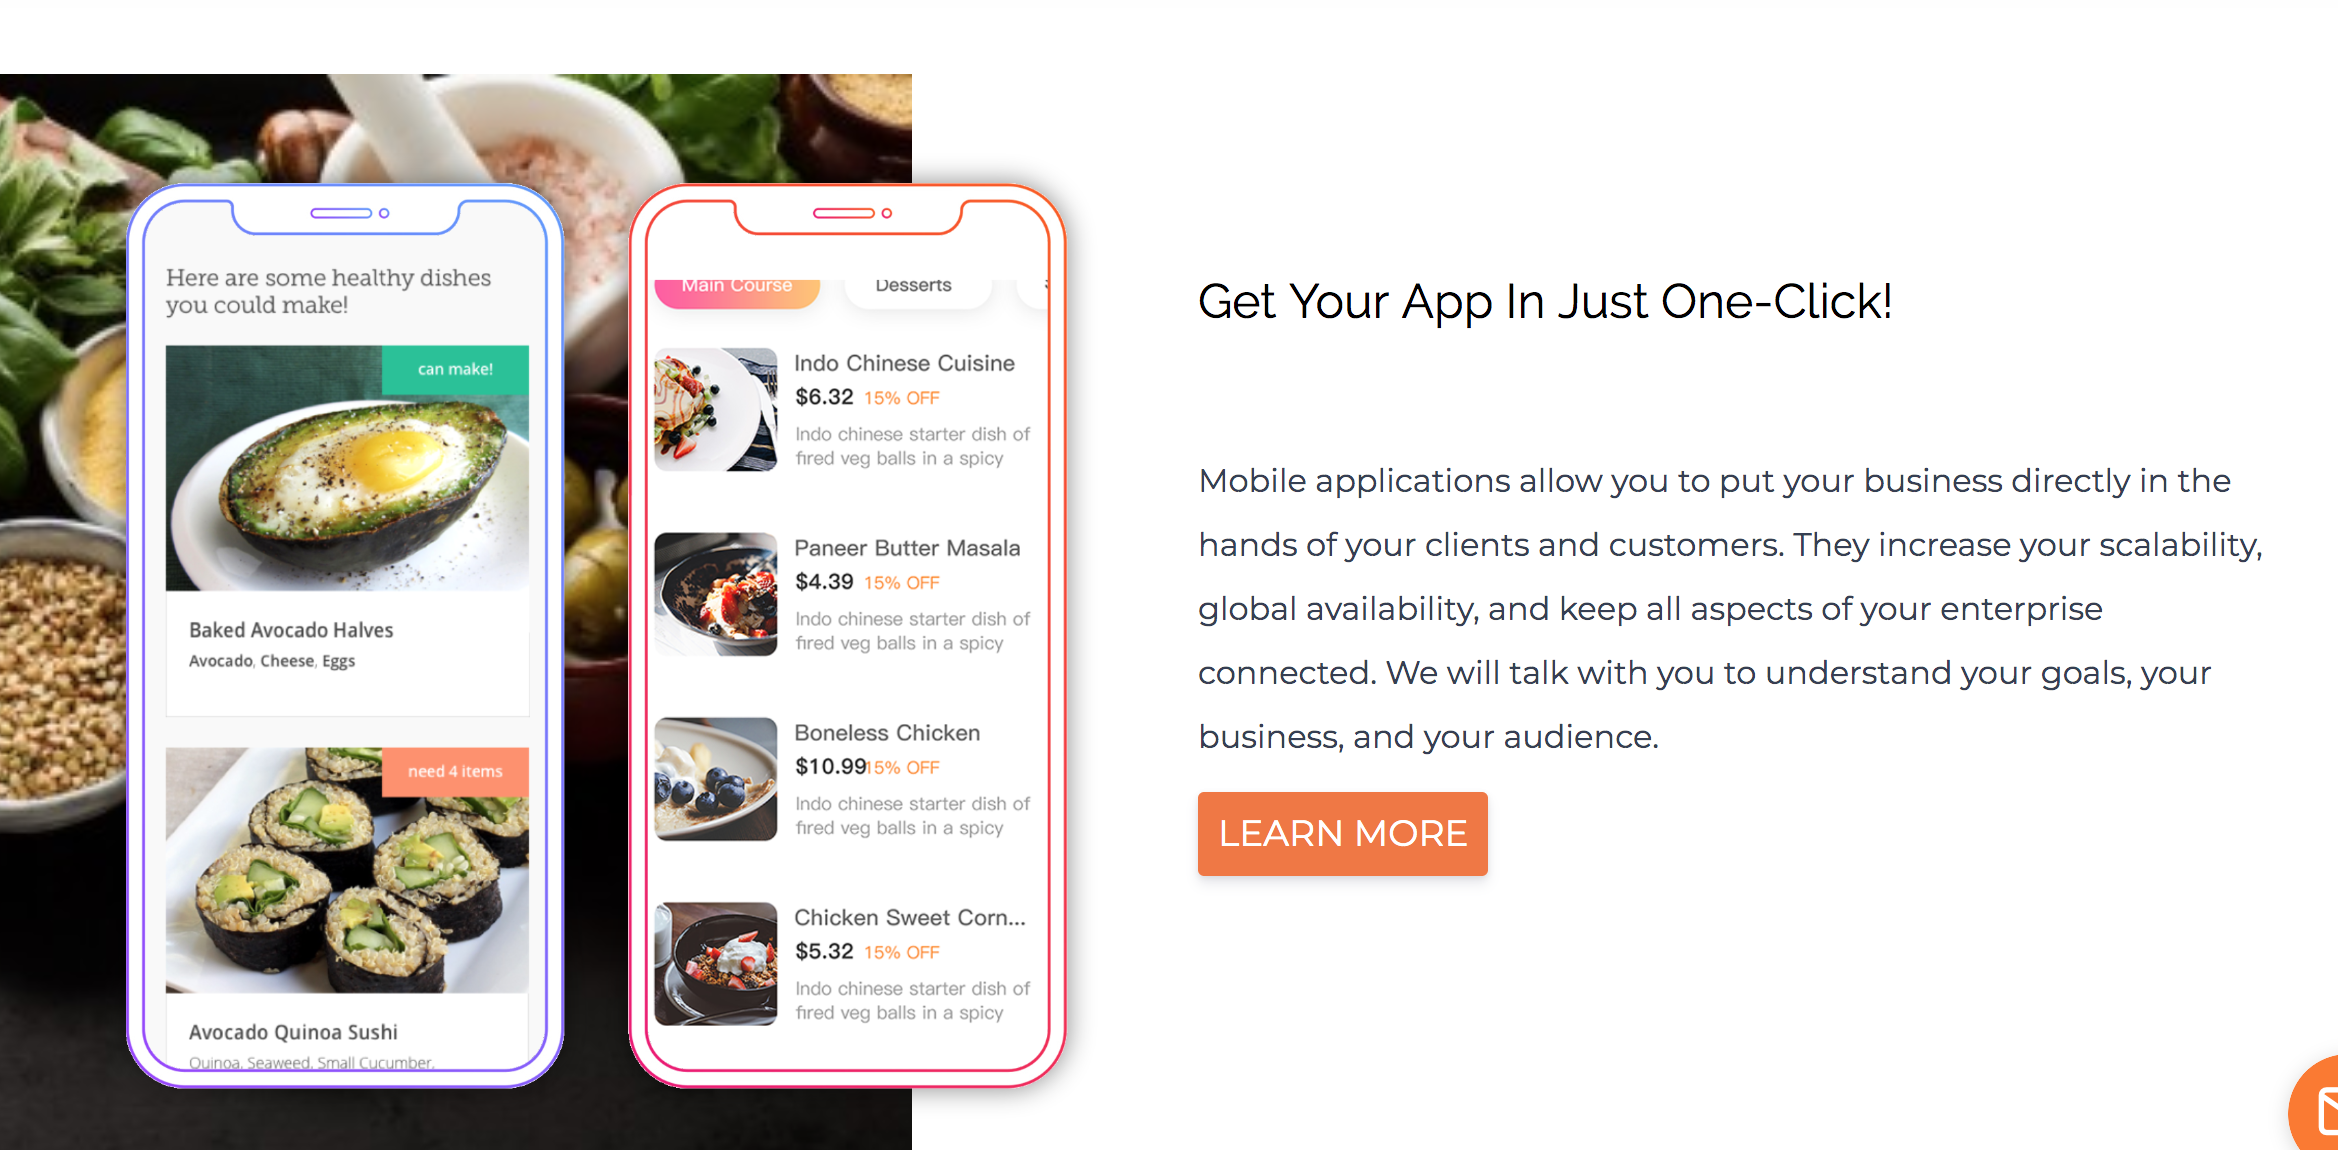 Here are some healthy dishes
you could make!
can make!
Baked Avocado Halves
Avocado, Cheese, Eggs
need 4 items
Avocado Quinoa Sushi
Quinoa, Seaweed, Small Cucumber,
Main Course
Desserts
Indo Chinese Cuisine
$6.32 15% OFF
Indo chinese starter dish of
fired veg balls in a spicy
Paneer Butter Masala
$4.39 15% OFF
Indo chinese starter dish of
fired veg balls in a spicy
Boneless Chicken
$10.99 15% OFF
Indo chinese starter dish of
fired veg balls in a spicy
Chicken Sweet Corn...
$5.32 15% OFF
Indo chinese starter dish of
fired veg balls in a spicy
Get Your App In Just One-Click!
Mobile applications allow you to put your business directly in the
hands of your clients and customers. They increase your scalability,
global availability, and keep all aspects of your enterprise
connected. We will talk with you to understand your goals, your
business, and your audience.
LEARN MORE